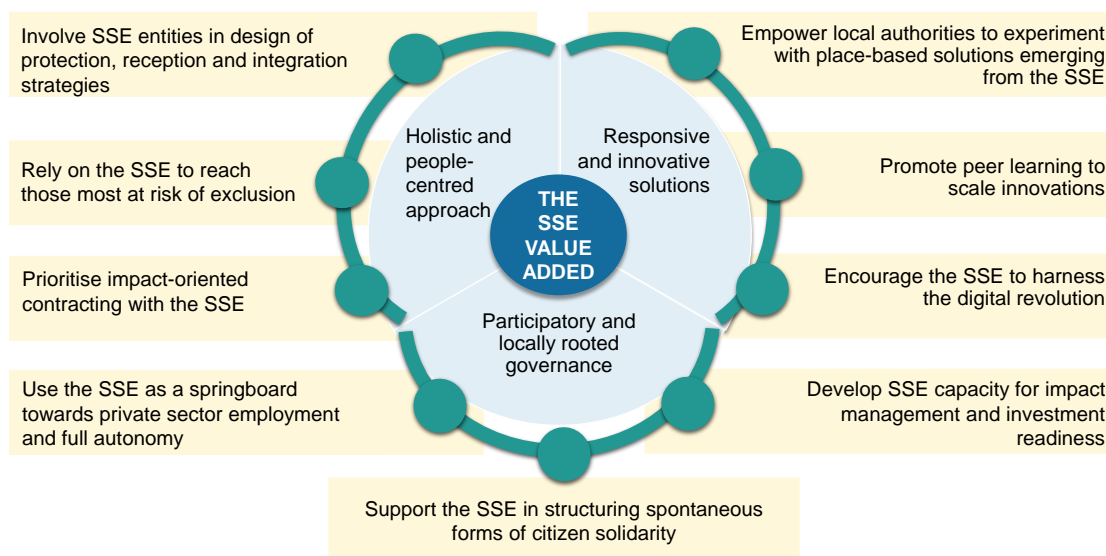 Involve SSE entities in design of
protection, reception and integration
strategies
Rely on the SSE to reach
those most at risk of exclusion
Prioritise impact-oriented
contracting with the SSE
Use the SSE as a springboard
towards private sector employment
and full autonomy
Holistic and
people-
centred
approach
Responsive
and innovative
solutions
THE
SSE
VALUE
ADDED
Participatory and
locally rooted
governance
Empower local authorities to experiment
with place-based solutions emerging
from the SSE
Promote peer learning to
scale innovations
Encourage the SSE to harness
the digital revolution
Develop SSE capacity for impact
management and investment
readiness
Support the SSE in structuring spontaneous
forms of citizen solidarity